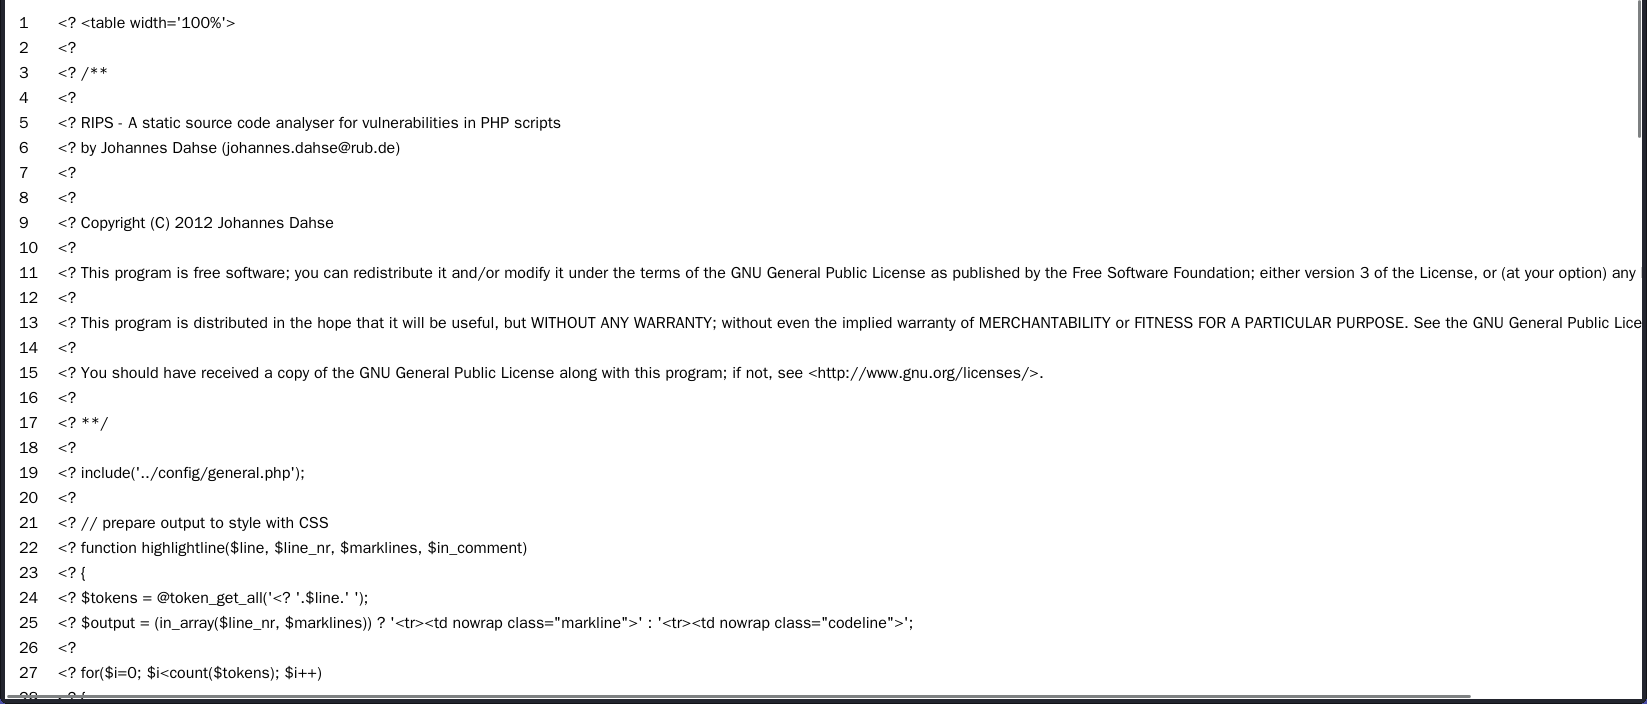 1 <? <table width='100%'>
2 <?
3 <? /**
4 <?
5 <? RIPS - A static source code analyser for vulnerabilities in PHP scripts
6 <? by Johannes Dahse (johannes.dahse@rub.de)
7 <?
8 <?
9 <? Copyright (C) 2012 Johannes Dahse
10 <?
11 <? This program is free software; you can redistribute it and/or modify it under the terms of the GNU General Public License as published by the Free Software Foundation; either version 3 of the License, or (at your option) any
12 <?
13 <? This program is distributed in the hope that it will be useful, but WITHOUT ANY WARRANTY; without even the implied warranty of MERCHANTABILITY or FITNESS FOR A PARTICULAR PURPOSE. See the GNU General Public Lice
14 <?
15 <? You should have received a copy of the GNU General Public License along with this program; if not, see <http://www.gnu.org/licenses/>.
16 <?
17 <? **/
18 <?
19 <? include('../config/general.php');
20 <?
21 <? // prepare output to style with CSS
22 <? function highlightline($line, $line_nr, $marklines, $in_comment)
23 <? {
24 <? $tokens = @token_get_all('<? '.$line.' ');
25 <? $output = (in_array($line_nr, $marklines)) ? '<tr><td nowrap class="markline">' : '<tr><td nowrap class="codeline">';
26 <?
27 <? for($i=0; $i<count($tokens); $i++)
28 <? {